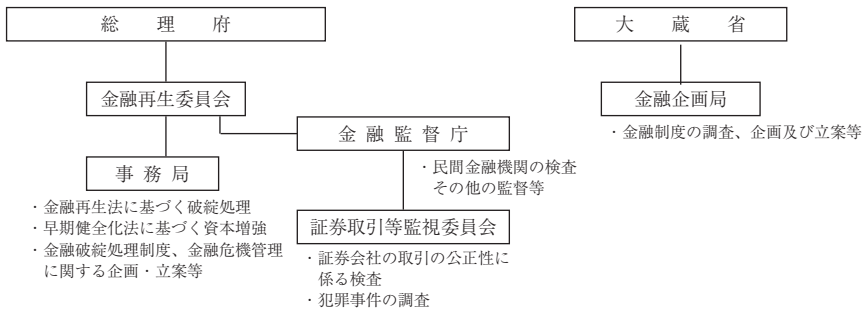 総理府
大蔵省
金融再生委員会
金融企画局
・金融制度の調査、企画及び立案等
金融監督庁
・民間金融機関の検査
その他の監督等
事務局
・金融再生法に基づく破綻処理
・早期健全化法に基づく資本増強
・金融破綻処理制度、金融危機管理
に関する企画・立案等
証券取引等監視委員会
・証券会社の取引の公正性に
係る検査
・犯罪事件の調査